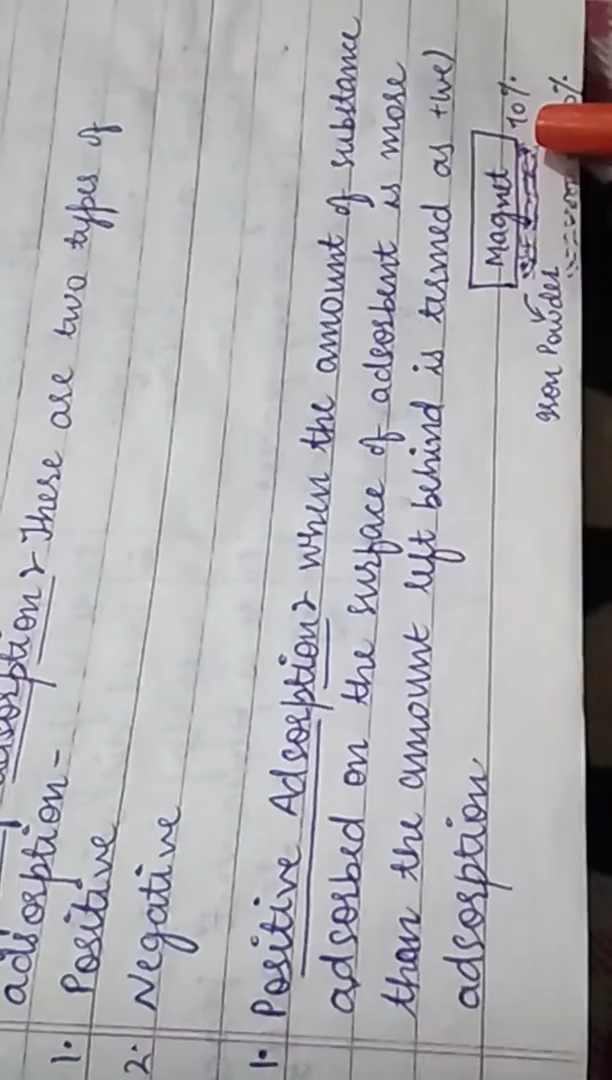 adsorption → These are two types of
adsorption-
1. Positive
2. Negative
1. Positive Adsorption → when the amount of substance
adsorbed on the surface of adsorbent is more
than the amount left behind is termed as +ve)
adsorption.
Magnet
70%
Iron Powder